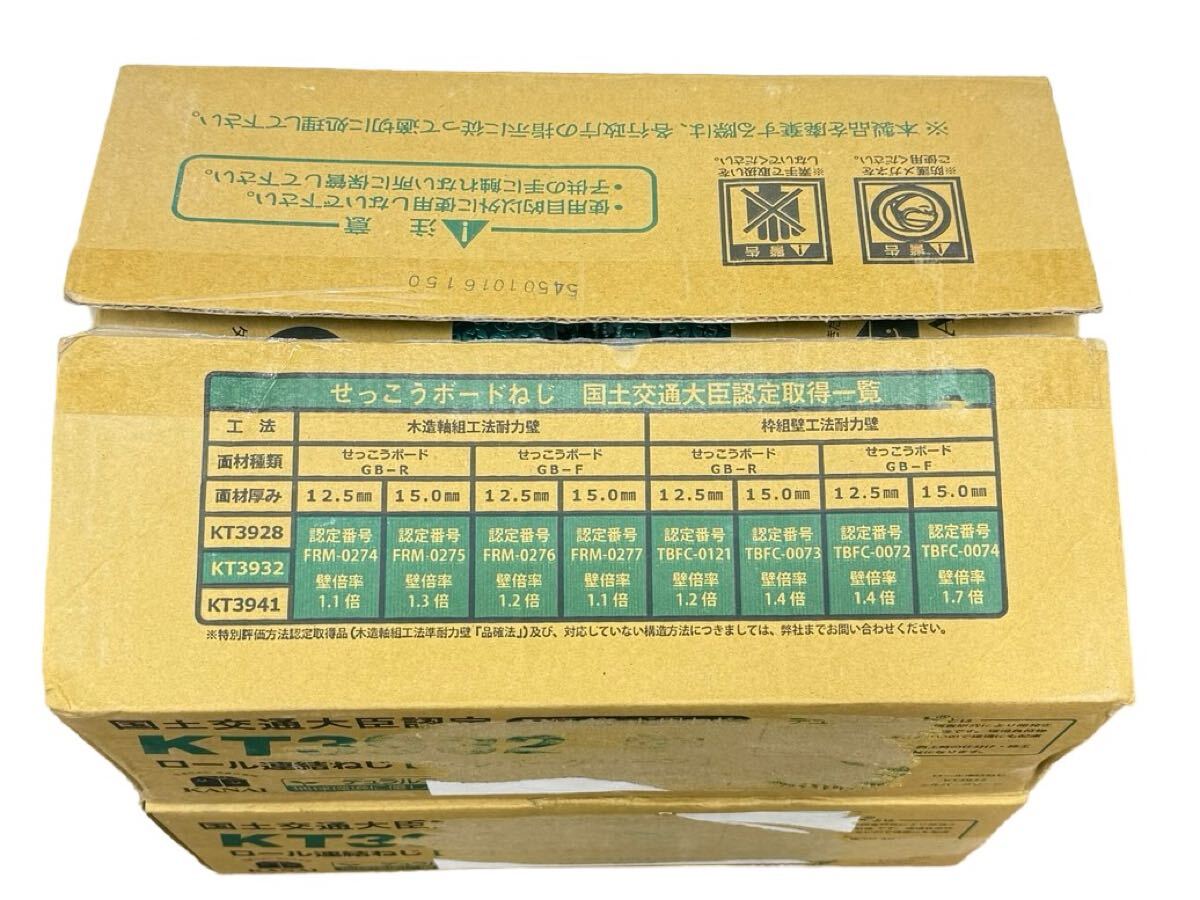 ※ 本製品を廃棄する際は、各行政庁の指示に従って適切に処理して下さい。
※防護メガネを
ご使用ください。
※素手で取扱いを
しないでください。
警告
警告
注意
・使用目的以外に使用しないで下さい。
・子供の手に触れない所に保管して下さい。
54501016150
せっこうボードねじ 国土交通大臣認定取得一覧
工法 木造軸組工法耐力壁 枠組壁工法耐力壁
面材種類 せっこうボード GB-R せっこうボード GB-F せっこうボード GB-R せっこうボード GB-F
面材厚み 12.5㎜ 15.0㎜ 12.5㎜ 15.0㎜ 12.5㎜ 15.0㎜ 12.5㎜ 15.0㎜
KT3928
KT3932
KT3941
認定番号 認定番号 認定番号 認定番号 認定番号 認定番号 認定番号 認定番号
FRM-0274 FRM-0275 FRM-0276 FRM-0277 TBFC-0121 TBFC-0073 TBFC-0072 TBFC-0074
壁倍率 壁倍率 壁倍率 壁倍率 壁倍率 壁倍率 壁倍率 壁倍率
1.1倍 1.3倍 1.2倍 1.1倍 1.2倍 1.4倍 1.4倍 1.7倍
※特別評価方法認定取得品（木造軸組工法準耐力壁『品確法』）及び、対応していない構造方法につきましては、弊社までお問い合わせください。
国土交通大臣認定
ロール連結ねじ
KANAI
国土交通大臣
ロール連結ねじ